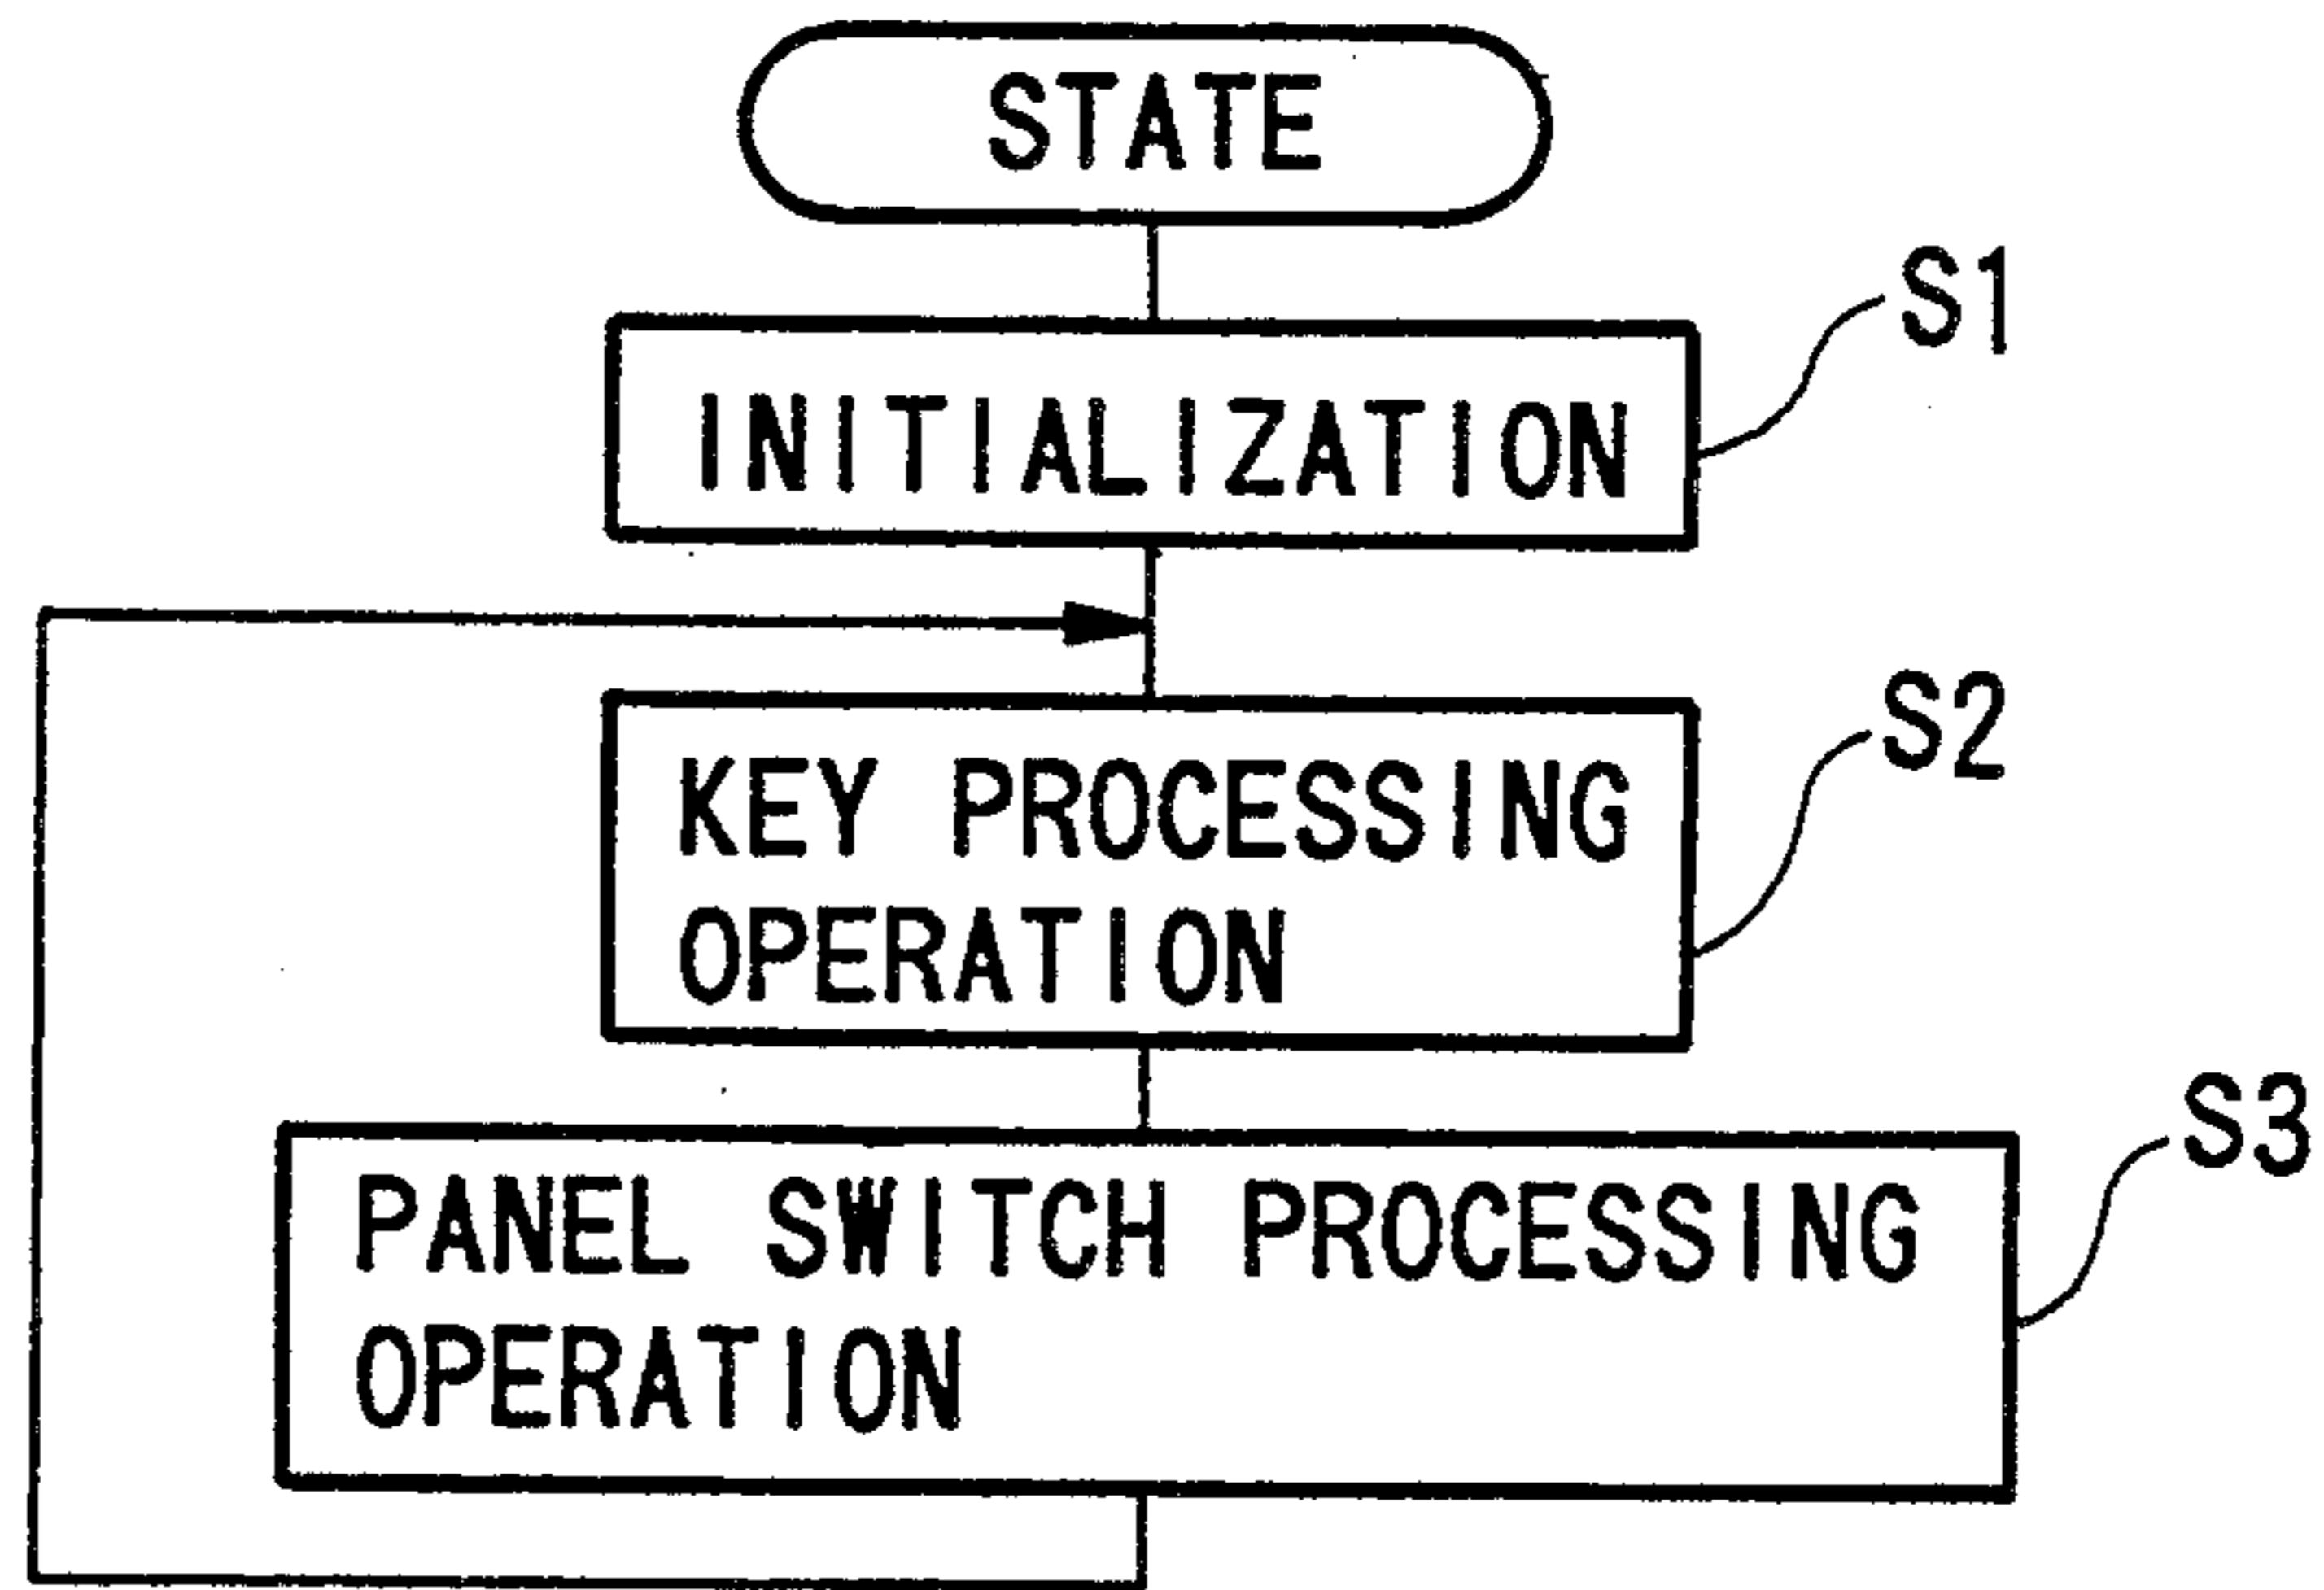 STATE
S1
INITIALIZATION
S2
KEY PROCESSING
OPERATION
S3
PANEL SWITCH PROCESSING
OPERATION